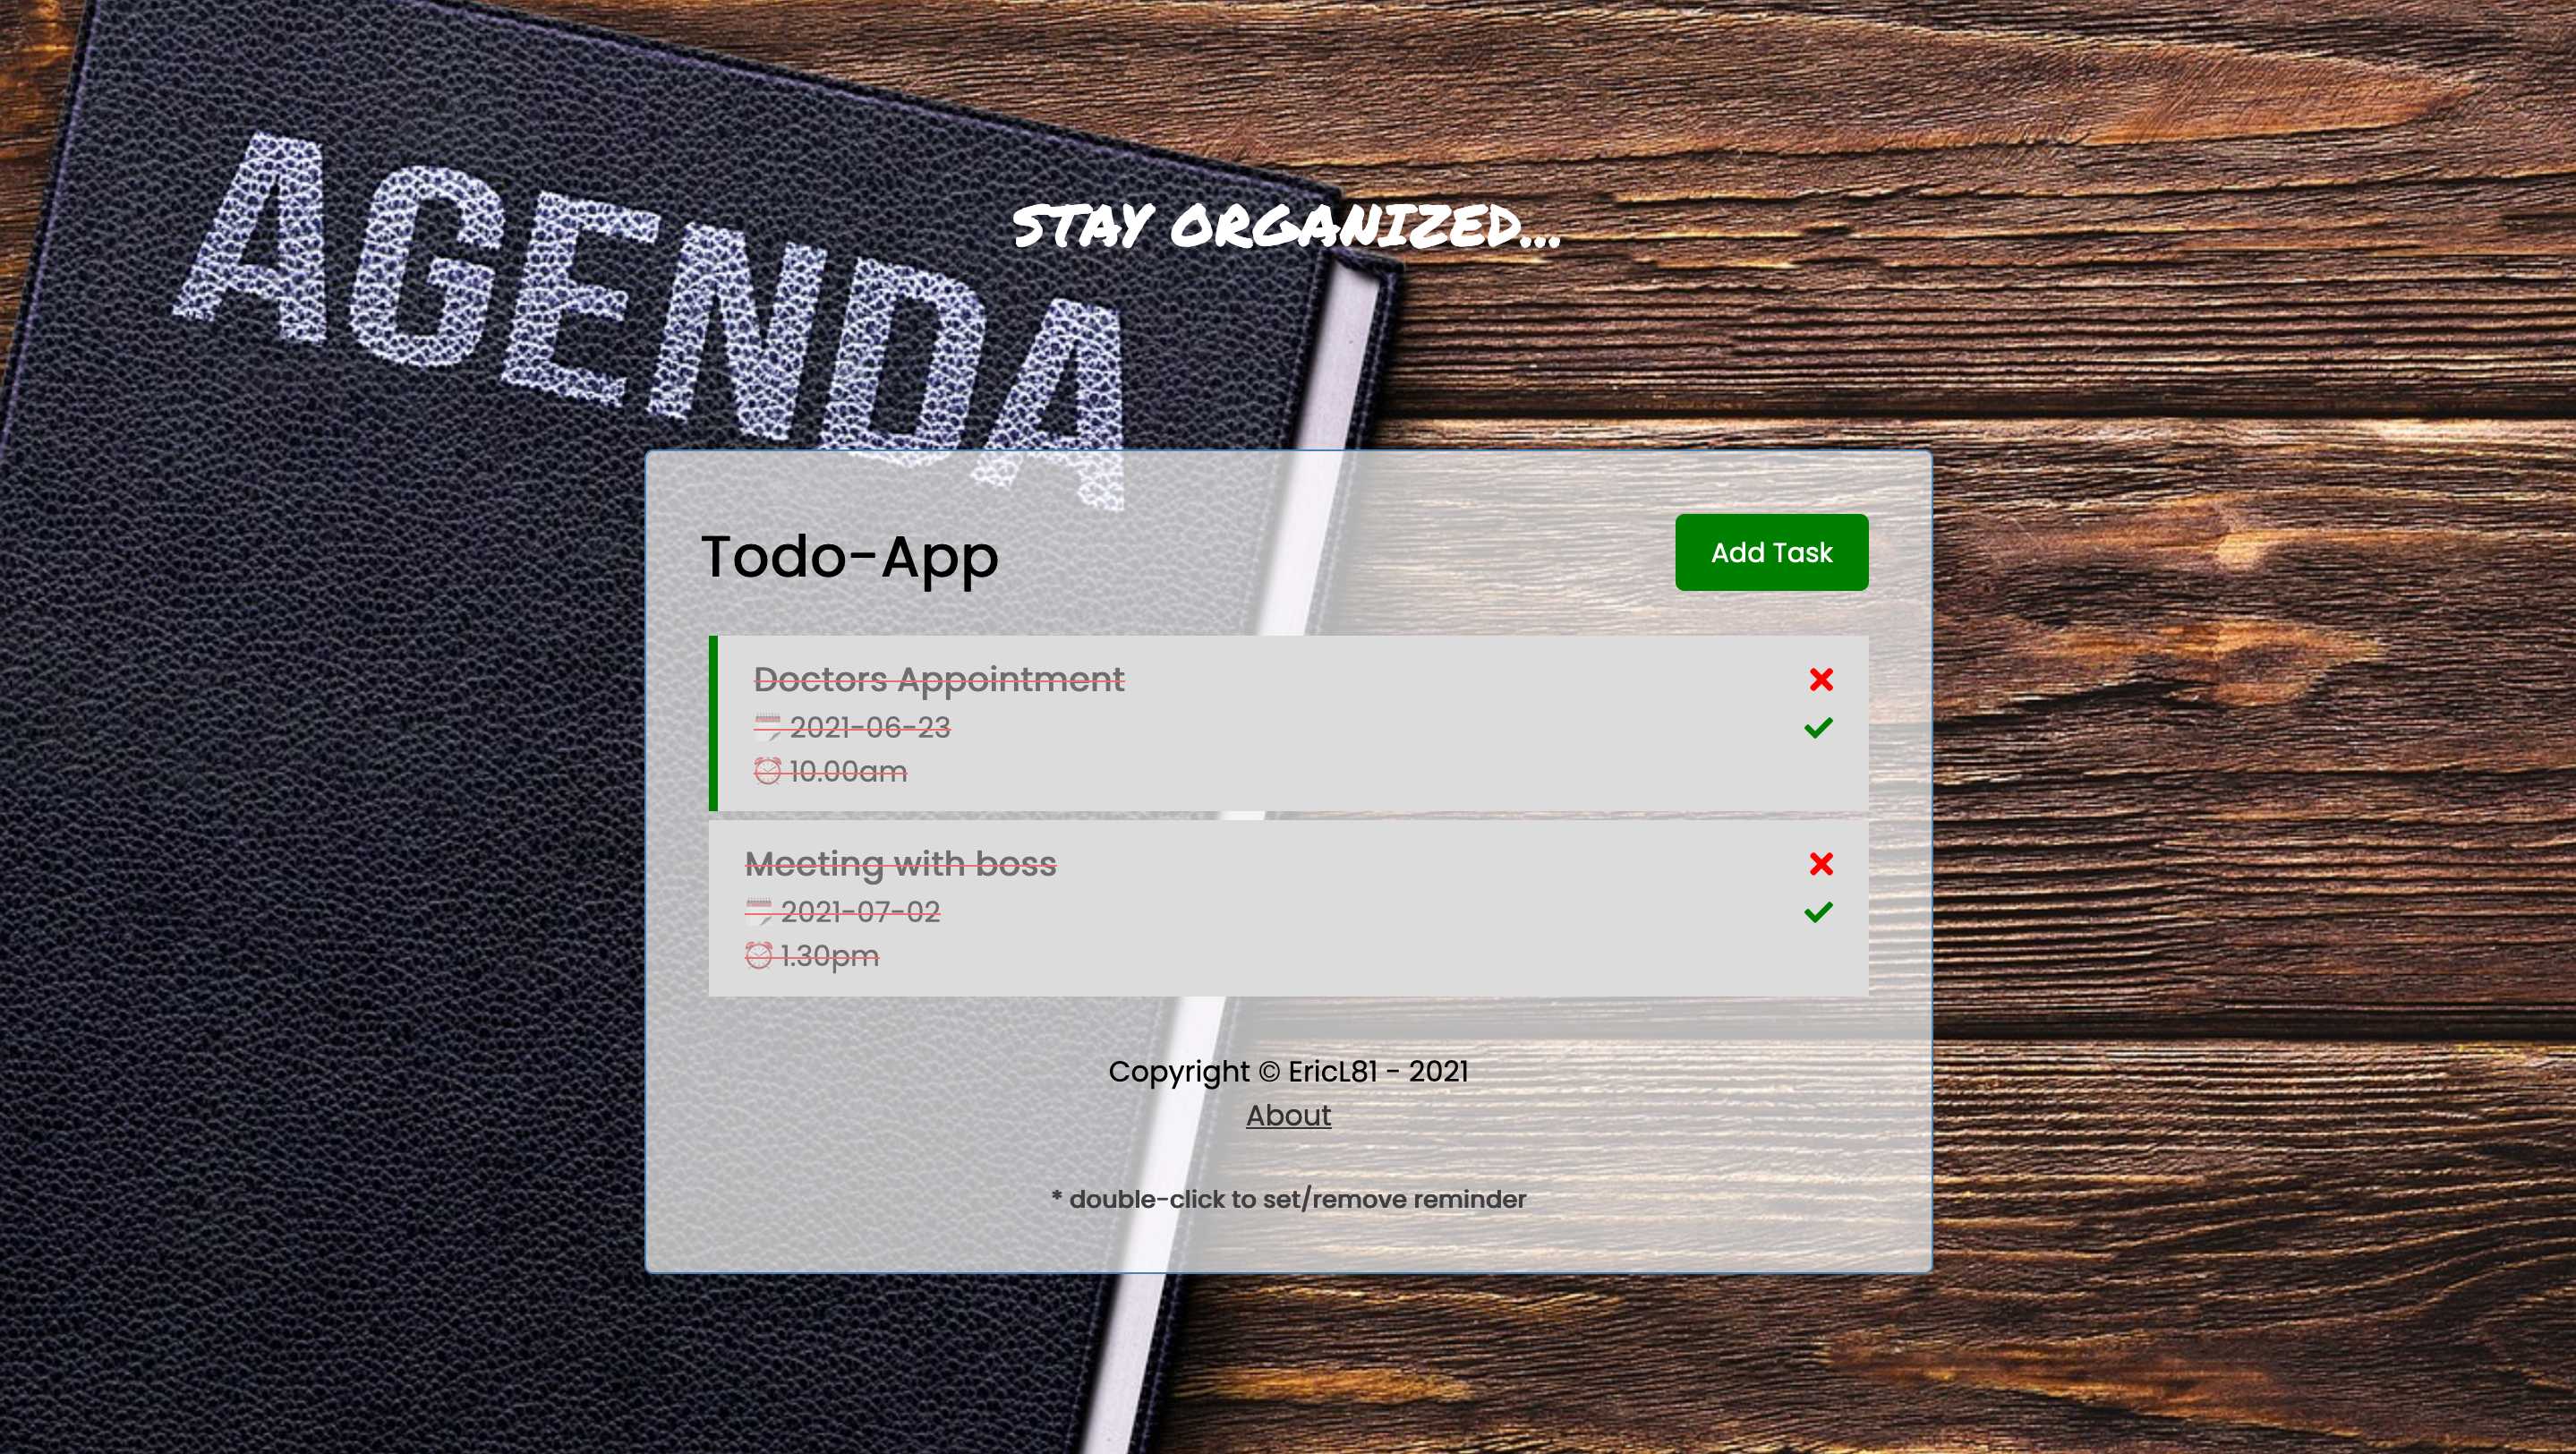 AGENDA
STAY ORGANIZED...
Todo-App
Add Task
Doctors Appointment
2021-06-23
10.00am
Meeting with boss
2021-07-02
1.30pm
Copyright © EricL81 - 2021
About
* double-click to set/remove reminder